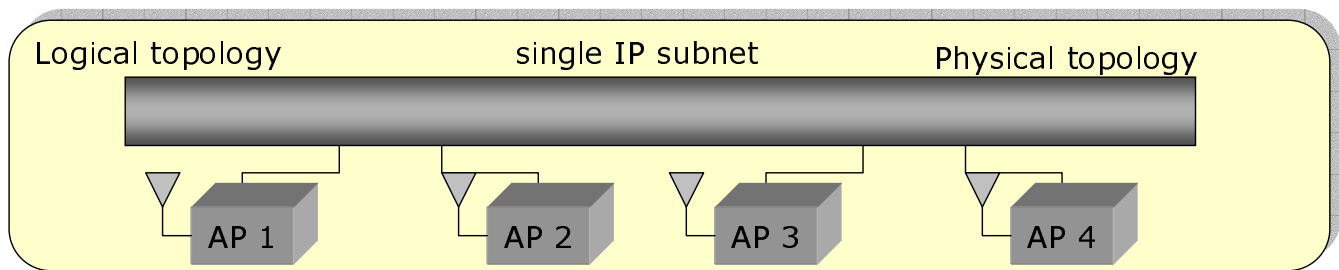 Logical topology
single IP subnet
Physical topology
AP 1
AP 2
AP 3
AP 4